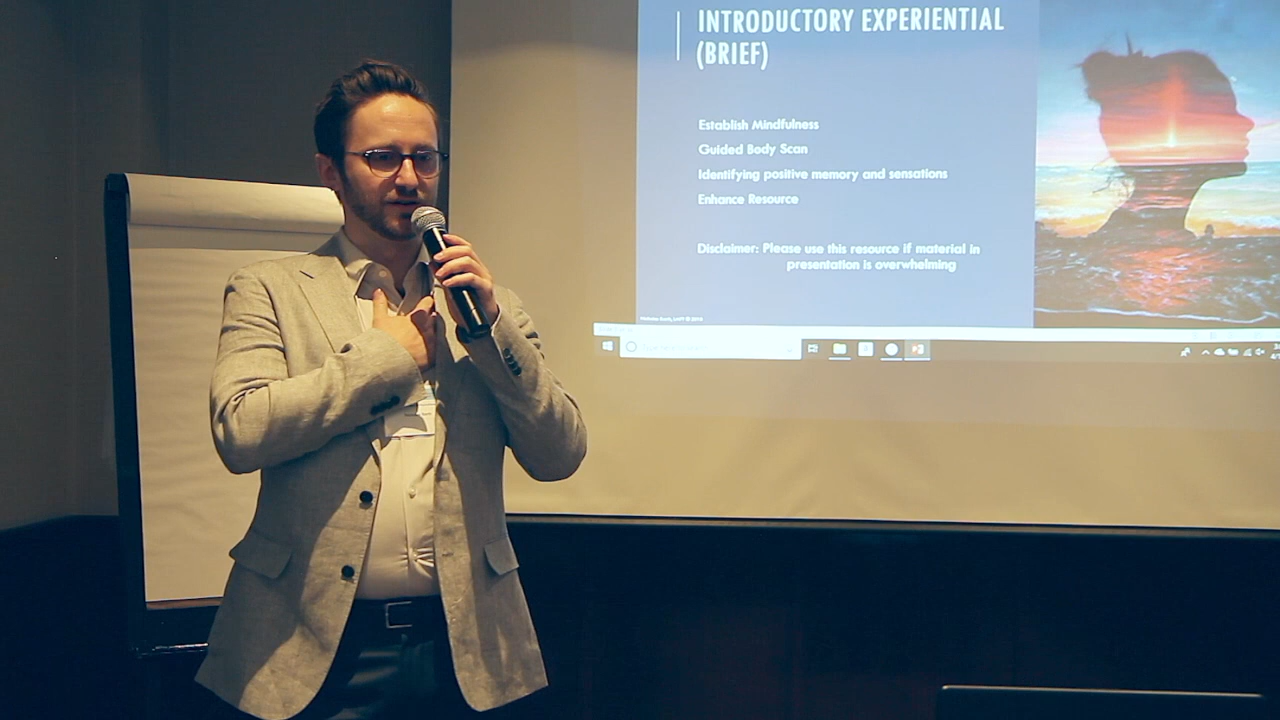 INTRODUCTORY EXPERIENTIAL
(BRIEF)
Establish Mindfulness
Guided Body Scan
Identifying positive memory and sensations
Enhance Resource
Disclaimer: Please use this resource if material in
presentation is overwhelming